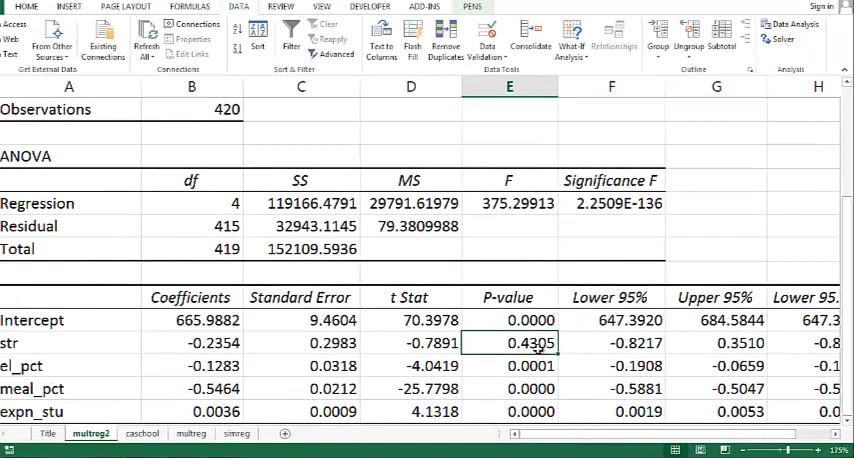 HOME INSERT PAGE LAYOUT FORMULAS DATA REVIEW VIEW DEVELOPER ADD-INS PENS Sign in
Access
Web
Text
From Other Sources
Existing Connections
Get External Data
Refresh All
Connections
Properties
Edit Links
Connections
Sort
Filter
Clear
Reapply
Advanced
Sort & Filter
Text to Columns
Flash Fill
Remove Duplicates
Data Validation
Consolidate
What-If Analysis
Relationships
Data Tools
Group
Ungroup
Subtotal
Outline
Data Analysis
Solver
Analysis
A B C D E F G H
Observations 420
ANOVA
df SS MS F Significance F
Regression 4 119166.4791 29791.61979 375.29913 2.2509E-136
Residual 415 32943.1145 79.3809988
Total 419 152109.5936
Coefficients Standard Error t Stat P-value Lower 95% Upper 95% Lower 95.
Intercept 665.9882 9.4604 70.3978 0.0000 647.3920 684.5844 647.3
str -0.2354 0.2983 -0.7891 0.4305 -0.8217 0.3510 -0.8
el_pct -0.1283 0.0318 -4.0419 0.0001 -0.1908 -0.0659 -0.1
meal_pct -0.5464 0.0212 -25.7798 0.0000 -0.5881 -0.5047 -0.5
expn_stu 0.0036 0.0009 4.1318 0.0000 0.0019 0.0053 0.0
Title multreg2 caschool multreg simreg
175%